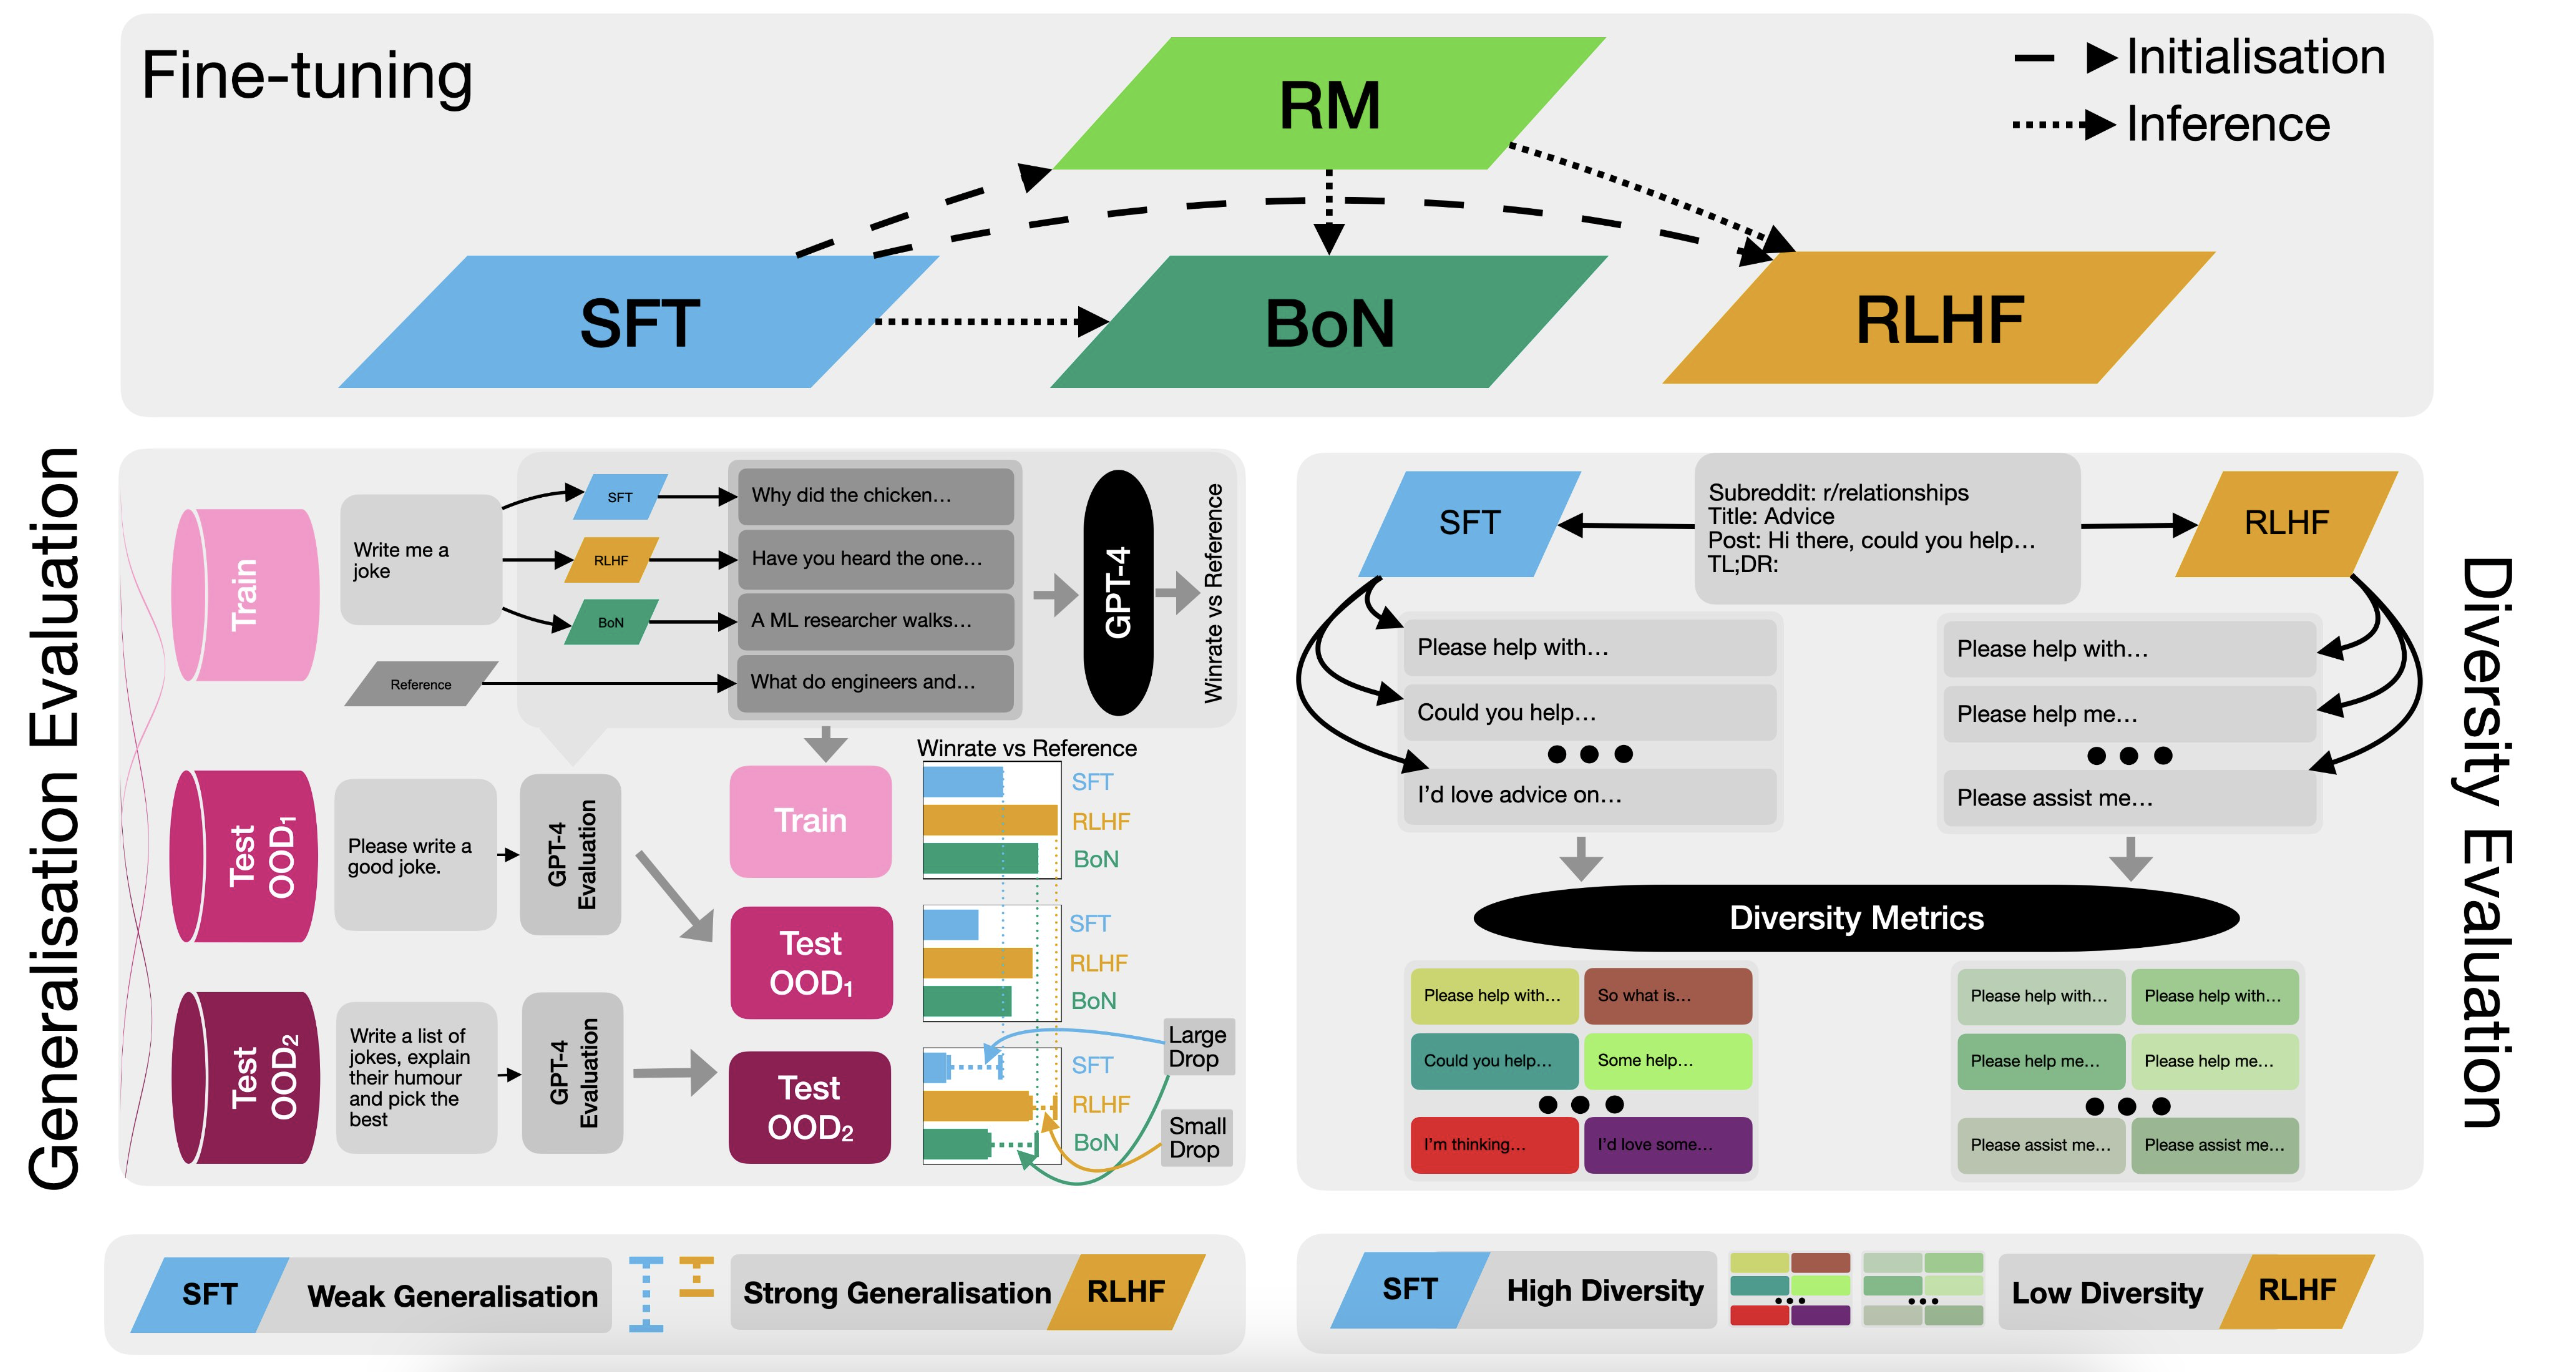 Fine-tuning
RM
Initialisation
Inference
SFT
BoN
RLHF
Generalisation Evaluation
Train
Write me a
joke
SFT
RLHF
BoN
Reference
Why did the chicken...
Have you heard the one...
A ML researcher walks...
What do engineers and...
GPT-4
Winrate vs Reference
Test
OOD1
Please write a
good joke.
GPT-4
Evaluation
Test
OOD2
Write a list of
jokes, explain
their humour
and pick the
best
GPT-4
Evaluation
Winrate vs Reference
Train
SFT
RLHF
BoN
Test
OOD1
SFT
RLHF
BoN
Test
OOD2
SFT
RLHF
BoN
Large
Drop
Small
Drop
Diversity Evaluation
SFT
Subreddit: r/relationships
Title: Advice
Post: Hi there, could you help...
TL;DR:
RLHF
Please help with...
Could you help...
I'd love advice on...
Please help with...
Please help me...
Please assist me...
Diversity Metrics
Please help with...
So what is...
Could you help...
Some help...
I'm thinking...
I'd love some...
Please help with...
Please help with...
Please help me...
Please help me...
Please assist me...
Please assist me...
SFT
Weak Generalisation
Strong Generalisation
RLHF
SFT
High Diversity
Low Diversity
RLHF